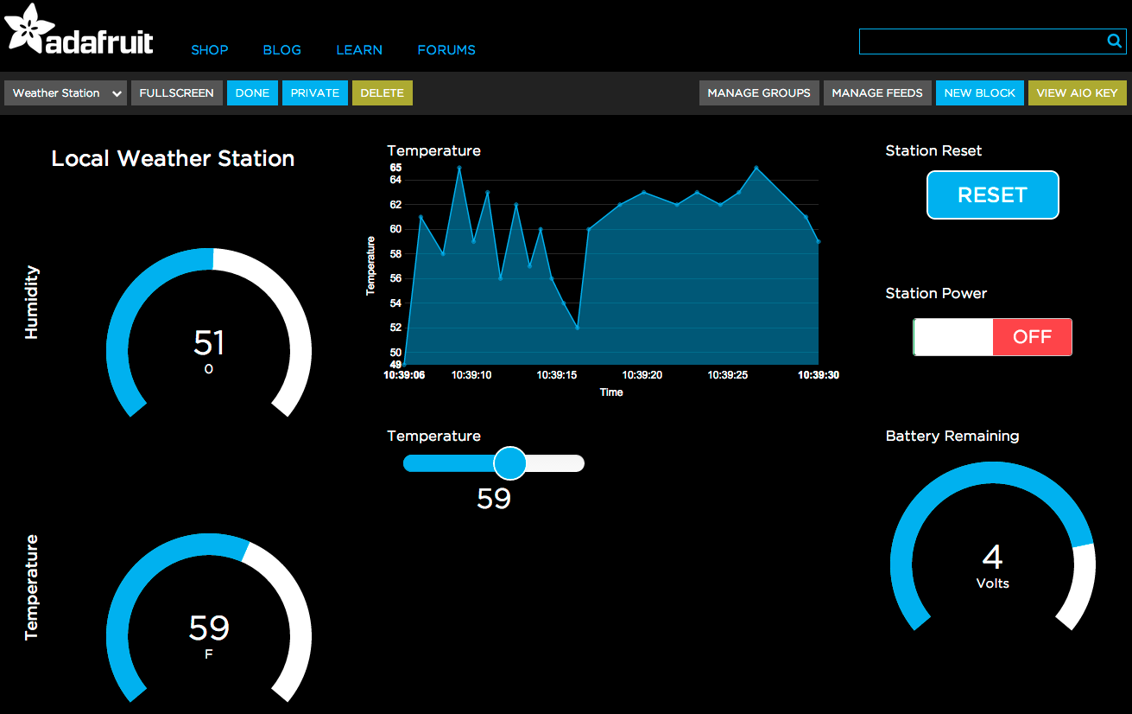 adafruit
SHOP BLOG LEARN FORUMS
Weather Station FULLSCREEN DONE PRIVATE DELETE MANAGE GROUPS MANAGE FEEDS NEW BLOCK VIEW AIO KEY
Local Weather Station
Humidity
51
0
Temperature
59
F
Temperature
65
64
62
60
58
56
54
52
50
49
Temperature
10:39:06 10:39:10 10:39:15 10:39:20 10:39:25 10:39:30
Time
Temperature
59
Station Reset
RESET
Station Power
OFF
Battery Remaining
4
Volts